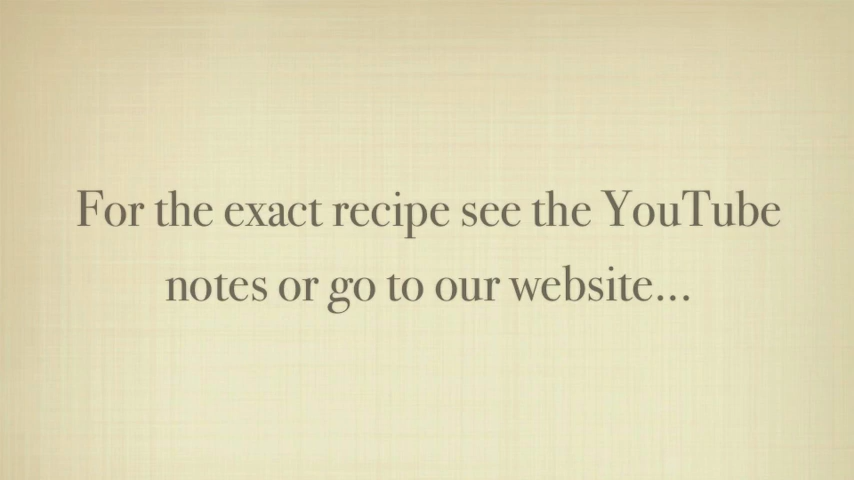 For the exact recipe see the YouTube
notes or go to our website...